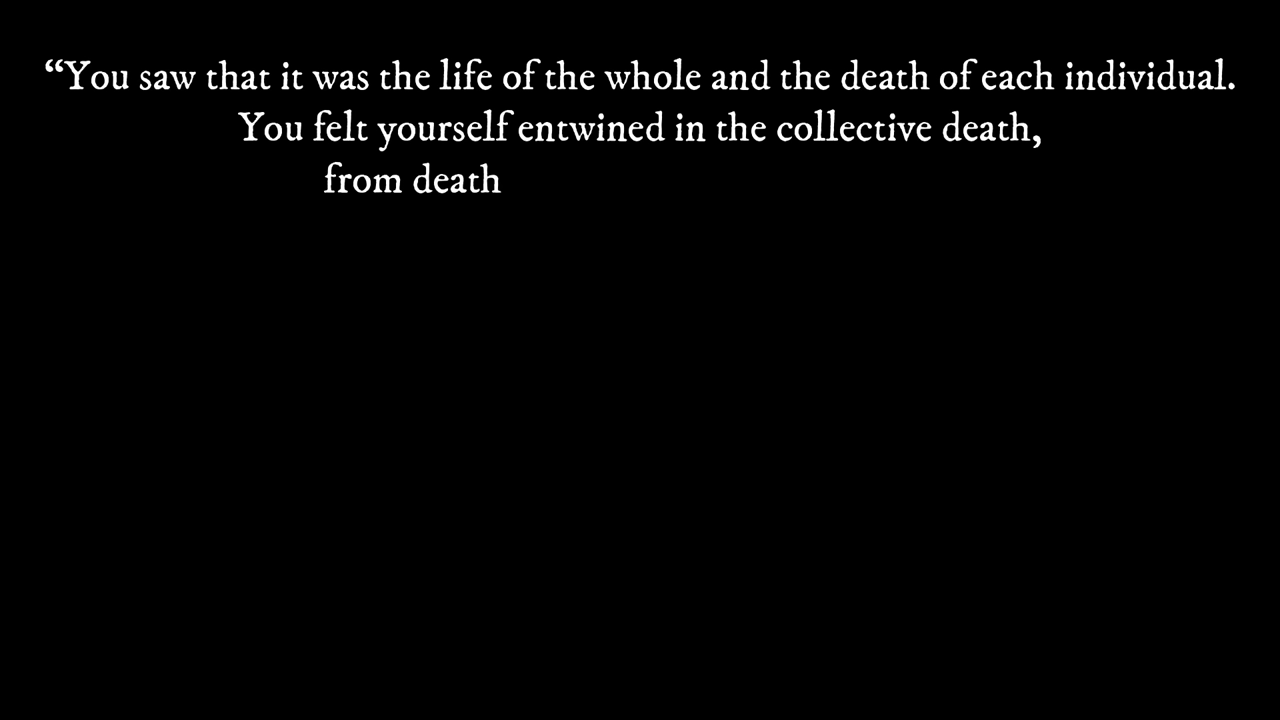 “You saw that it was the life of the whole and the death of each individual.
You felt yourself entwined in the collective death,
from death